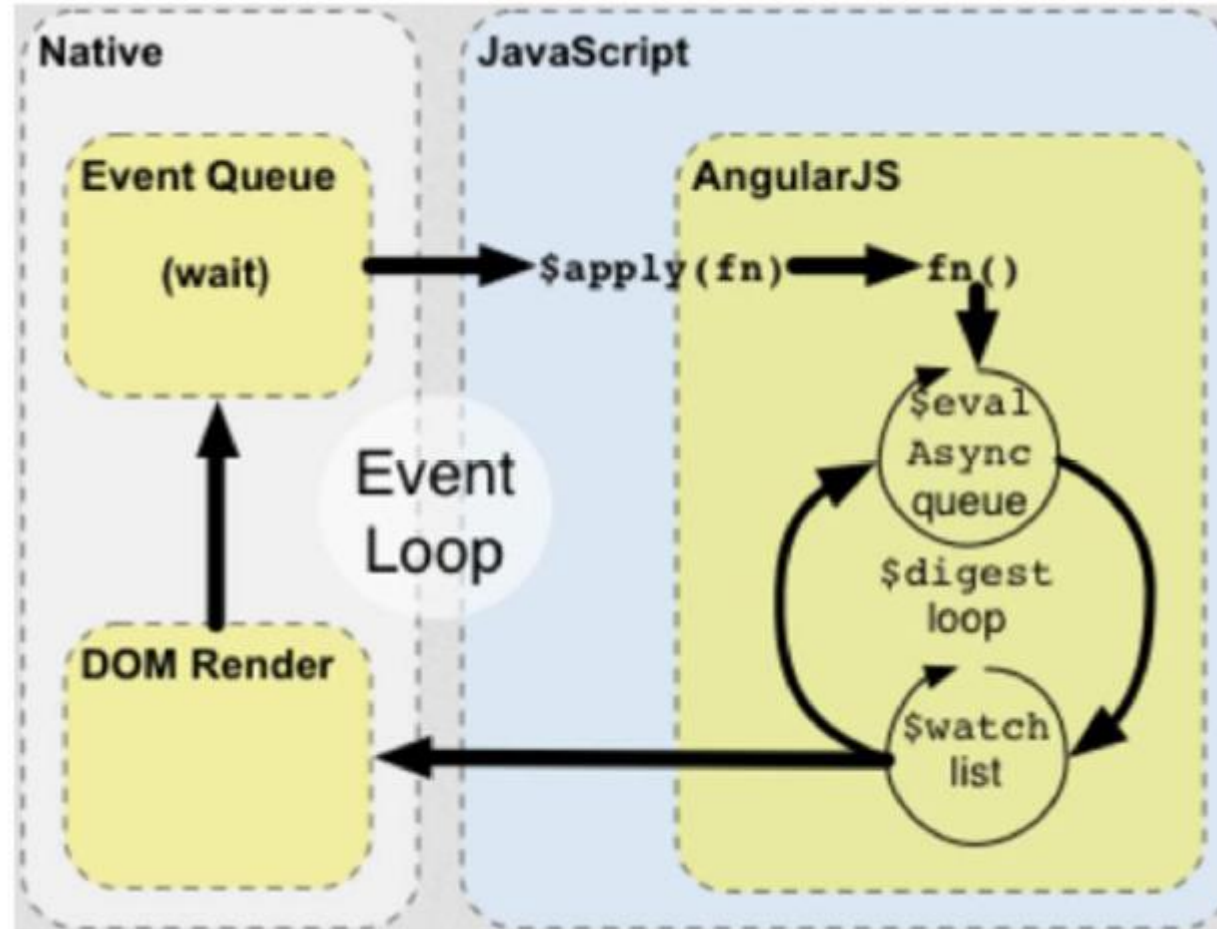 Native
JavaScript
Event Queue
(wait)
AngularJS
$apply(fn)
fn()
$eval
Async
queue
Event
Loop
$digest
loop
DOM Render
$watch
list